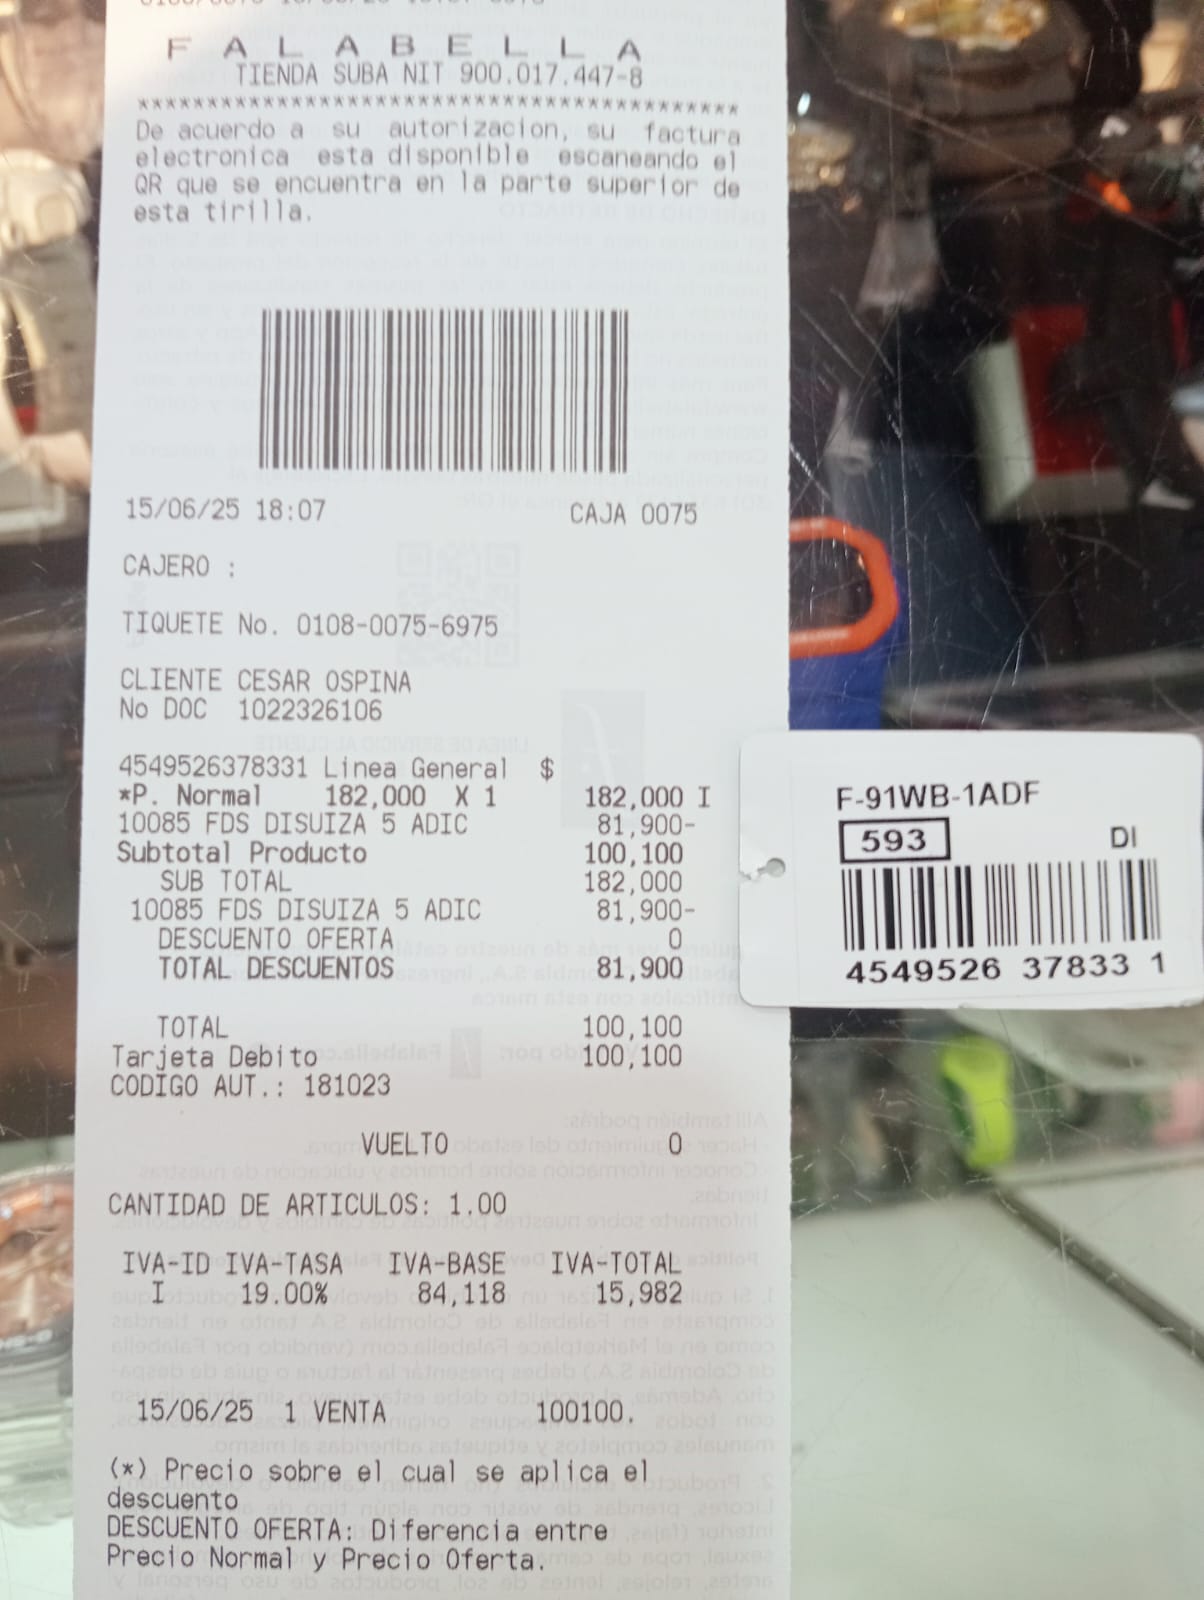 F A L A B E L L A
TIENDA SUBA NIT 900.017.447-8
******************************************
De acuerdo a su autorizacion, su factura
electronica esta disponible escaneando el
QR que se encuentra en la parte superior de
esta tirilla.
15/06/25 18:07 CAJA 0075
CAJERO :
TIQUETE No. 0108-0075-6975
CLIENTE CESAR OSPINA
No DOC 1022326106
4549526378331 Linea General $
*P. Normal 182,000 X 1 182,000 I
10085 FDS DISUIZA 5 ADIC 81,900-
Subtotal Producto 100,100
SUB TOTAL 182,000
10085 FDS DISUIZA 5 ADIC 81,900-
DESCUENTO OFERTA 0
TOTAL DESCUENTOS 81,900
TOTAL 100,100
Tarjeta Debito 100,100
CODIGO AUT.: 181023
VUELTO 0
CANTIDAD DE ARTICULOS: 1.00
IVA-ID IVA-TASA IVA-BASE IVA-TOTAL
I 19.00% 84,118 15,982
15/06/25 1 VENTA 100100.
(*) Precio sobre el cual se aplica el
descuento
DESCUENTO OFERTA: Diferencia entre
Precio Normal y Precio Oferta.
F-91WB-1ADF
593 DI
4549526 37833 1